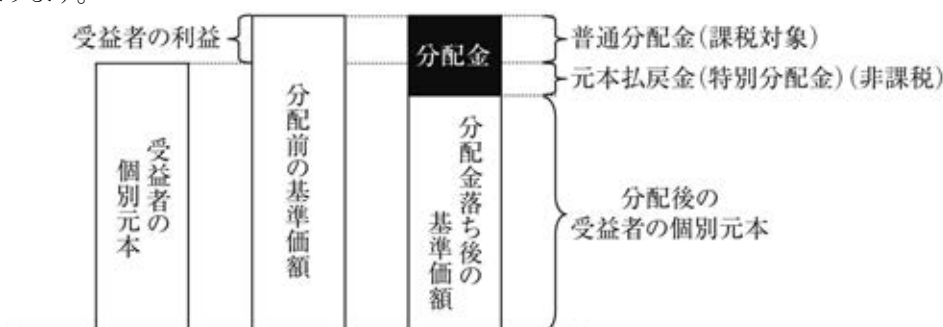 ります。
受益者の利益
受益者の
個別元本
分配前の基準価額
分配金
分配金落ち後の
基準価額
普通分配金(課税対象)
元本払戻金(特別分配金)(非課税)
分配後の
受益者の個別元本